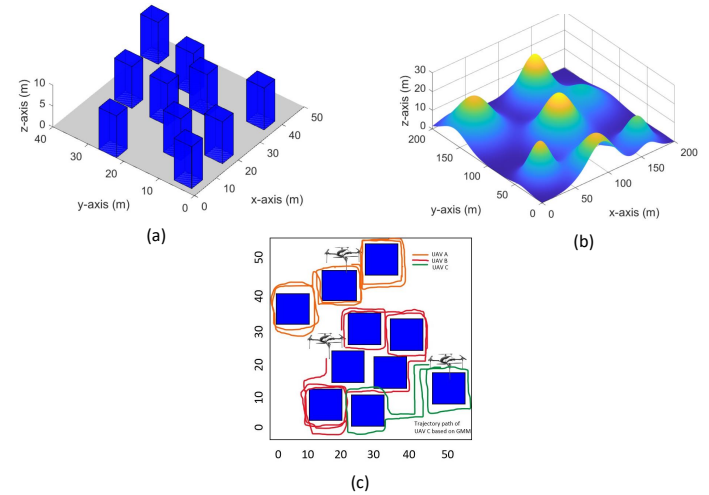 z-axis (m)
10
5
0
40
30
20
10
0
y-axis (m)
0
10
20
30
40
50
x-axis (m)
(a)
z-axis (m)
30
20
10
0
200
150
100
50
0
y-axis (m)
0
50
100
150
200
x-axis (m)
(b)
UAV A
UAV B
UAV C
50
40
30
20
10
0
Trajectory path of
UAV C based on GMM
0 10 20 30 40 50
(c)